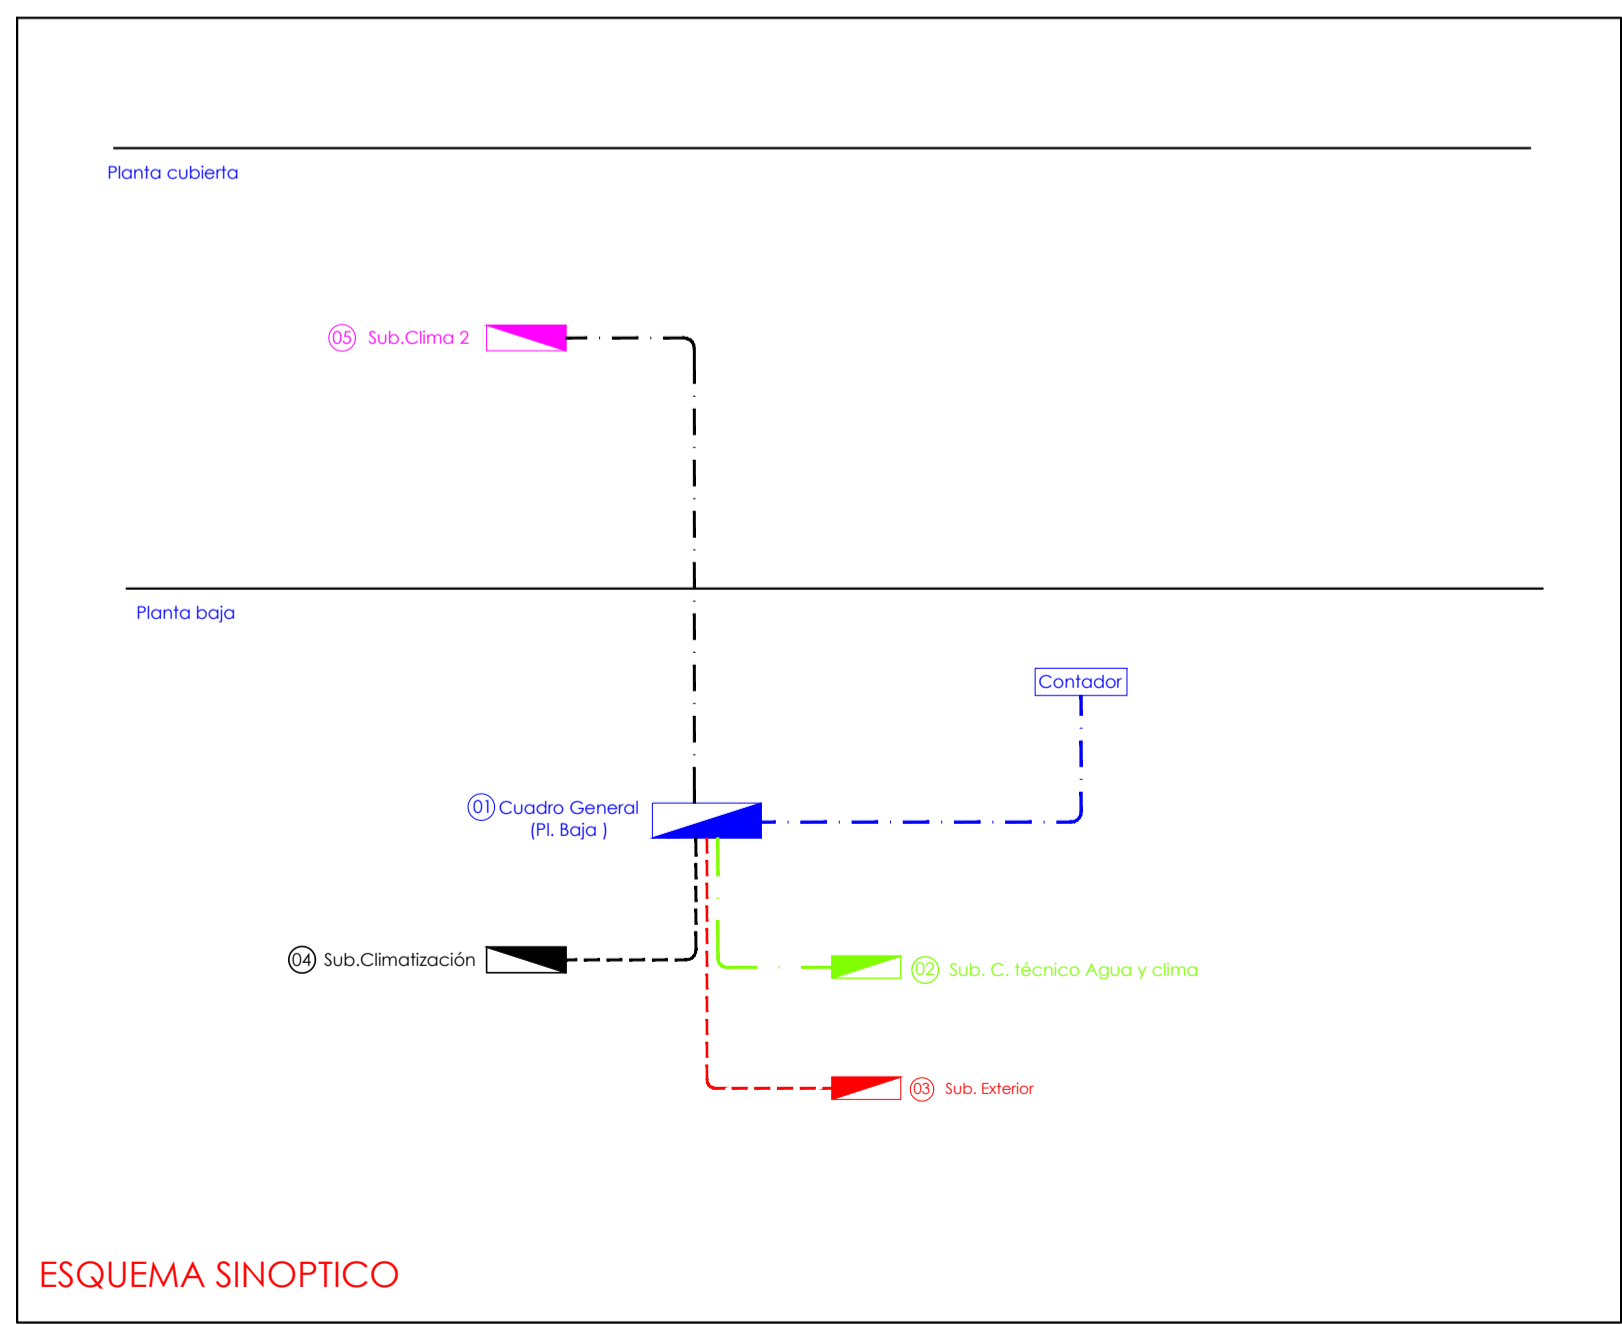 Planta cubierta
05 Sub.Clima 2
Planta baja
Contador
01 Cuadro General
(Pl. Baja )
04 Sub.Climatización
02 Sub. C. técnico Agua y clima
03 Sub. Exterior
ESQUEMA SINOPTICO